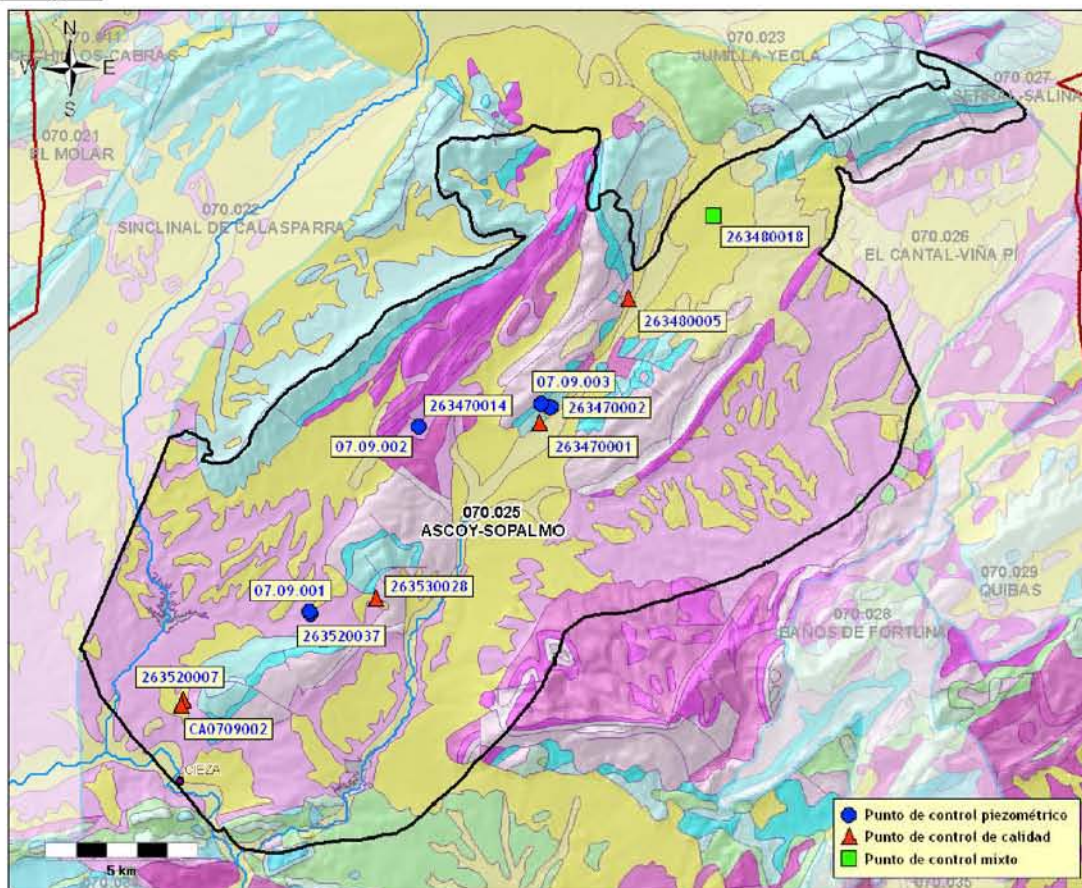 N
W
E
S
070.023
JUMILLA-YECLA
070.027
SERRAL-SALINA
070.021
EL MOLAR
070.022
SINCLINAL DE CALASPARRA
263480018
070.026
EL CANTAL-VIÑA PÍ
263480005
07.09.003
263470014
263470002
07.09.002
263470001
070.025
ASCOY-SOPALMO
07.09.001
263530028
263520037
070.029
QUIBAS
070.028
BAÑOS DE FORTUNA
263520007
CA0709002
CIEZA
Punto de control piezométrico
Punto de control de calidad
Punto de control mixto
5 km
070.035